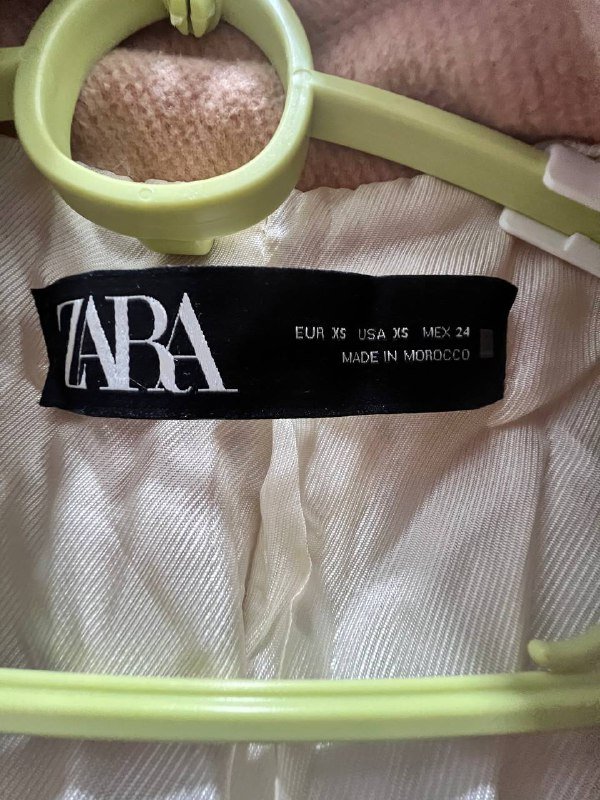 ZARA
EUR XS USA XS MEX 24
MADE IN MOROCCO